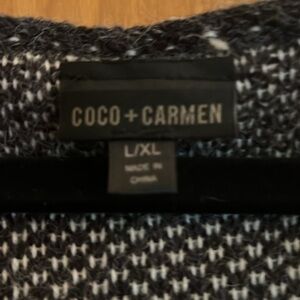 COCO + CARMEN
L/XL
MADE IN
CHINA